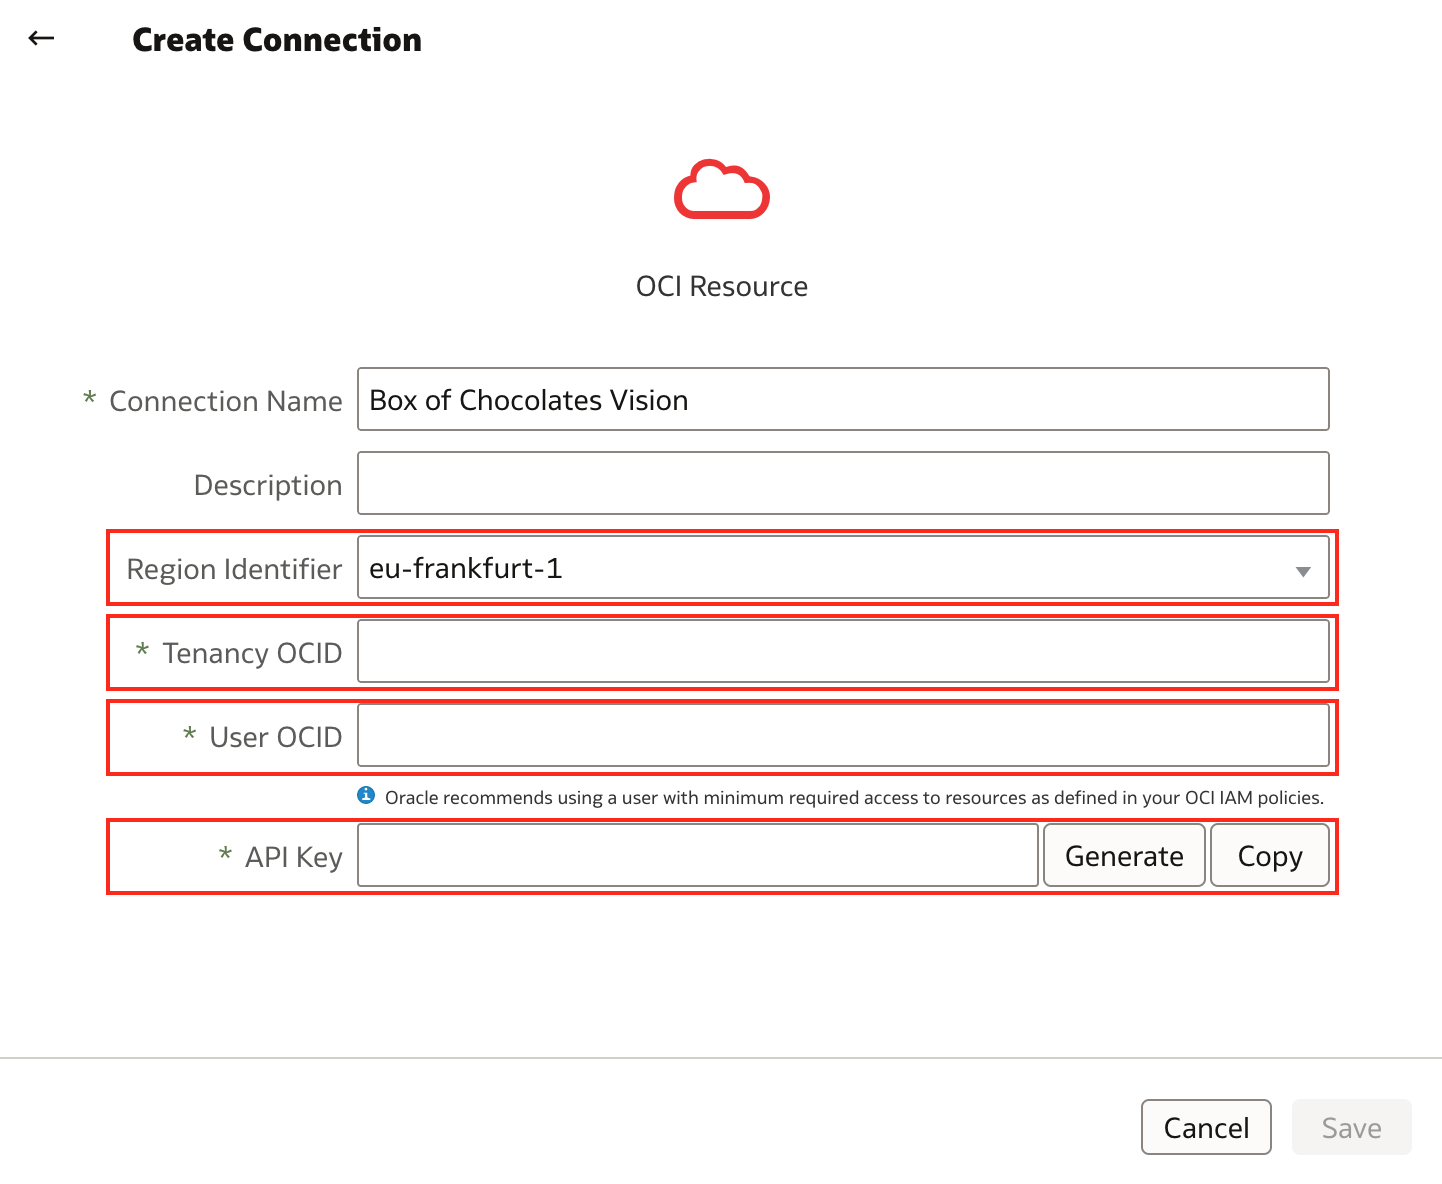 Create Connection
OCI Resource
* Connection Name Box of Chocolates Vision
Description
Region Identifier eu-frankfurt-1
* Tenancy OCID
* User OCID
Oracle recommends using a user with minimum required access to resources as defined in your OCI IAM policies.
* API Key Generate Copy
Cancel Save